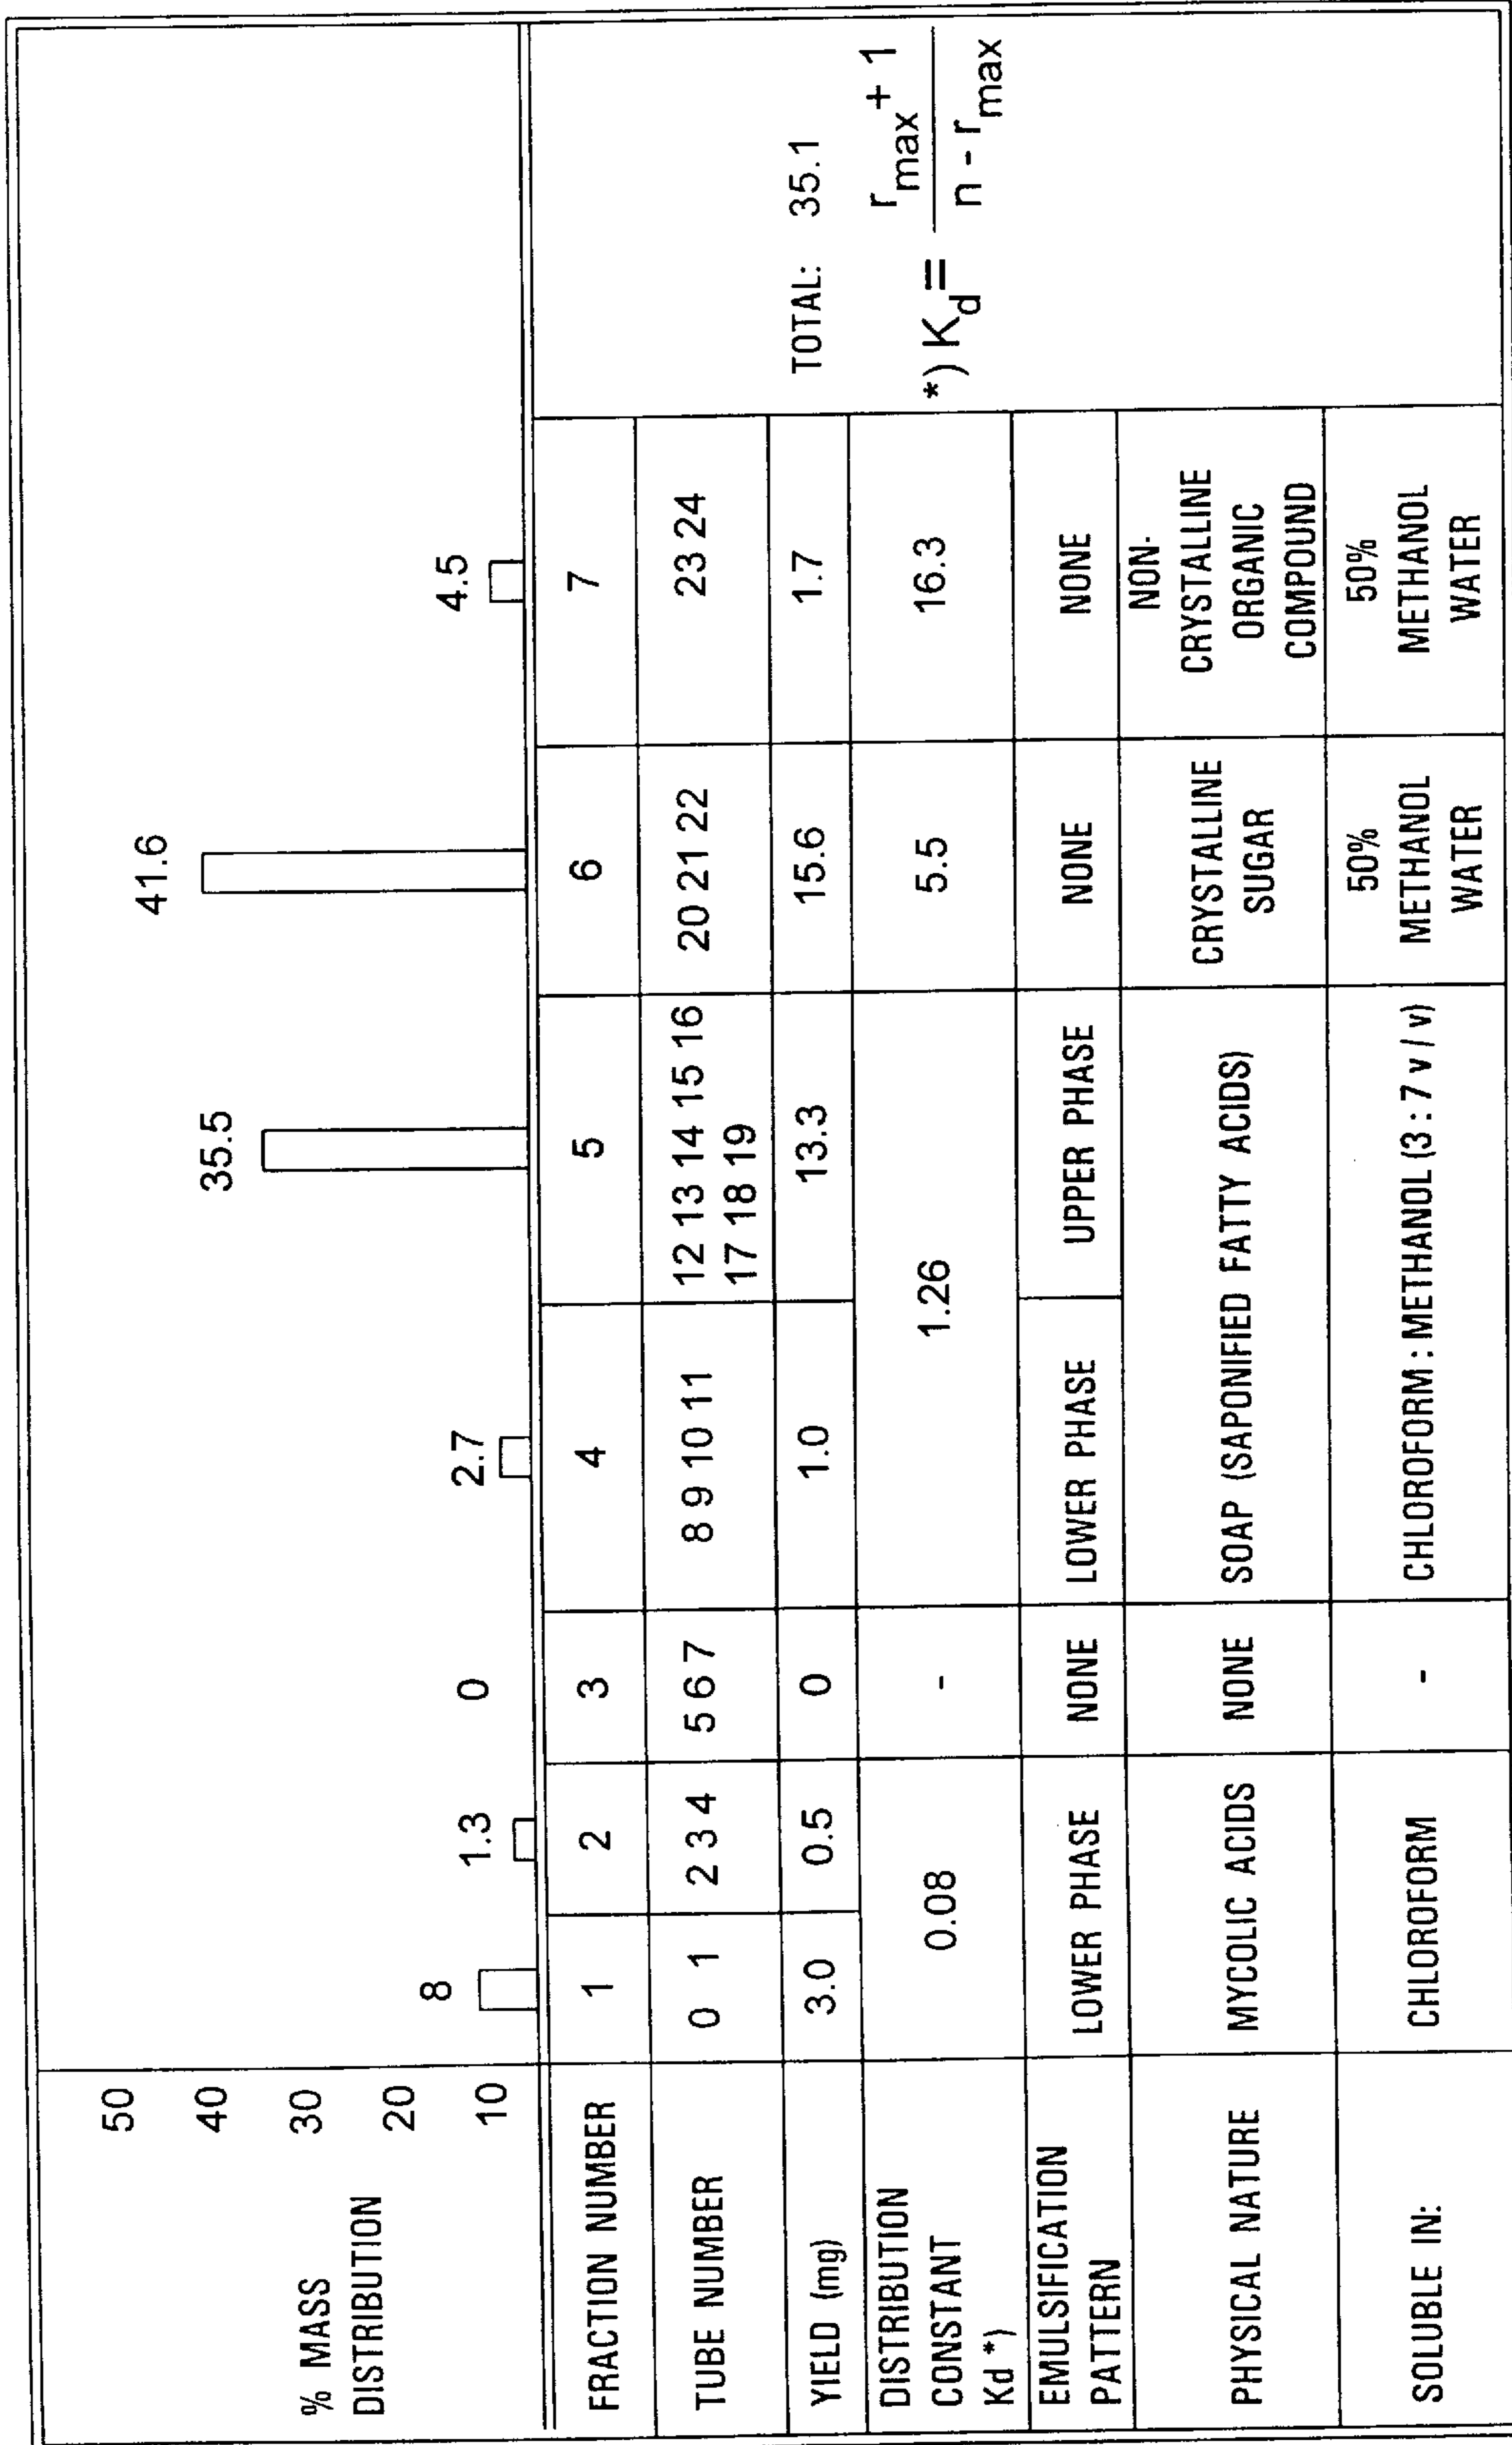 % MASS
DISTRIBUTION
50
40
30
20
10
8
1.3
0
2.7
35.5
41.6
4.5
FRACTION NUMBER 1 2 3 4 5 6 7
TUBE NUMBER 0 1 2 3 4 5 6 7 8 9 10 11 12 13 14 15 16 20 21 22 23 24
17 18 19
YIELD (mg) 3.0 0.5 0 1.0 13.3 15.6 1.7 TOTAL: 35.1
DISTRIBUTION
CONSTANT
Kd *)
0.08 - 1.26 5.5 16.3
*) K_d = (r_max + 1) / (n - r_max)
EMULSIFICATION
PATTERN
LOWER PHASE NONE LOWER PHASE UPPER PHASE NONE NONE
PHYSICAL NATURE MYCOLIC ACIDS NONE SOAP (SAPONIFIED FATTY ACIDS)
CRYSTALLINE
SUGAR
NON-
CRYSTALLINE
ORGANIC
COMPOUND
SOLUBLE IN: CHLOROFORM - CHLOROFORM : METHANOL (3 : 7 v / v)
50%
METHANOL
WATER
50%
METHANOL
WATER